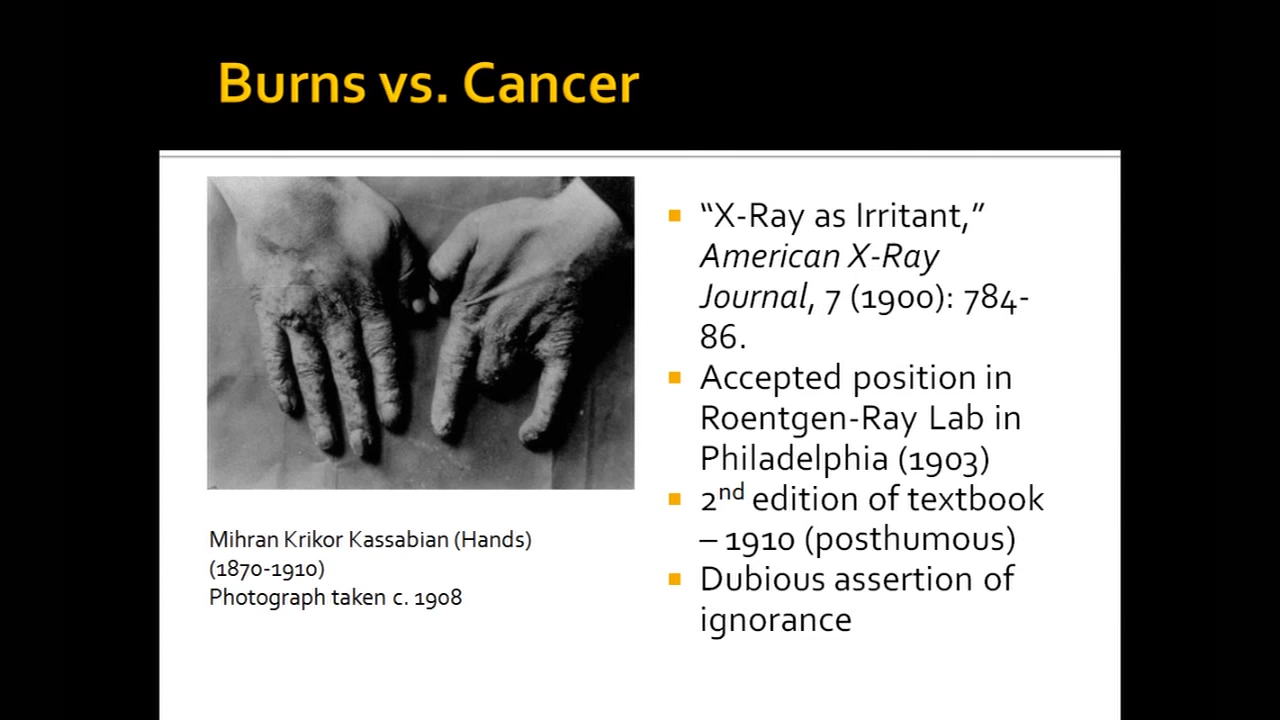 Burns vs. Cancer
Mihran Krikor Kassabian (Hands)
(1870-1910)
Photograph taken c. 1908
“X-Ray as Irritant,”
American X-Ray
Journal, 7 (1900): 784-
86.
Accepted position in
Roentgen-Ray Lab in
Philadelphia (1903)
2nd edition of textbook
– 1910 (posthumous)
Dubious assertion of
ignorance